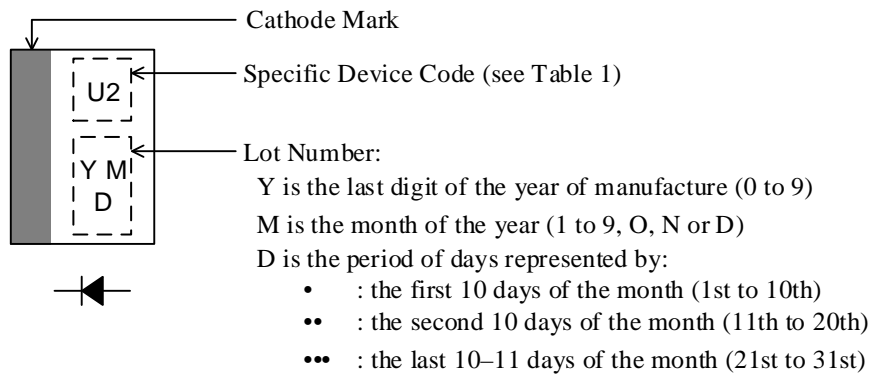 Cathode Mark
Specific Device Code (see Table 1)
U2
Lot Number:
Y M
D
Y is the last digit of the year of manufacture (0 to 9)
M is the month of the year (1 to 9, O, N or D)
D is the period of days represented by:
• : the first 10 days of the month (1st to 10th)
•• : the second 10 days of the month (11th to 20th)
••• : the last 10–11 days of the month (21st to 31st)